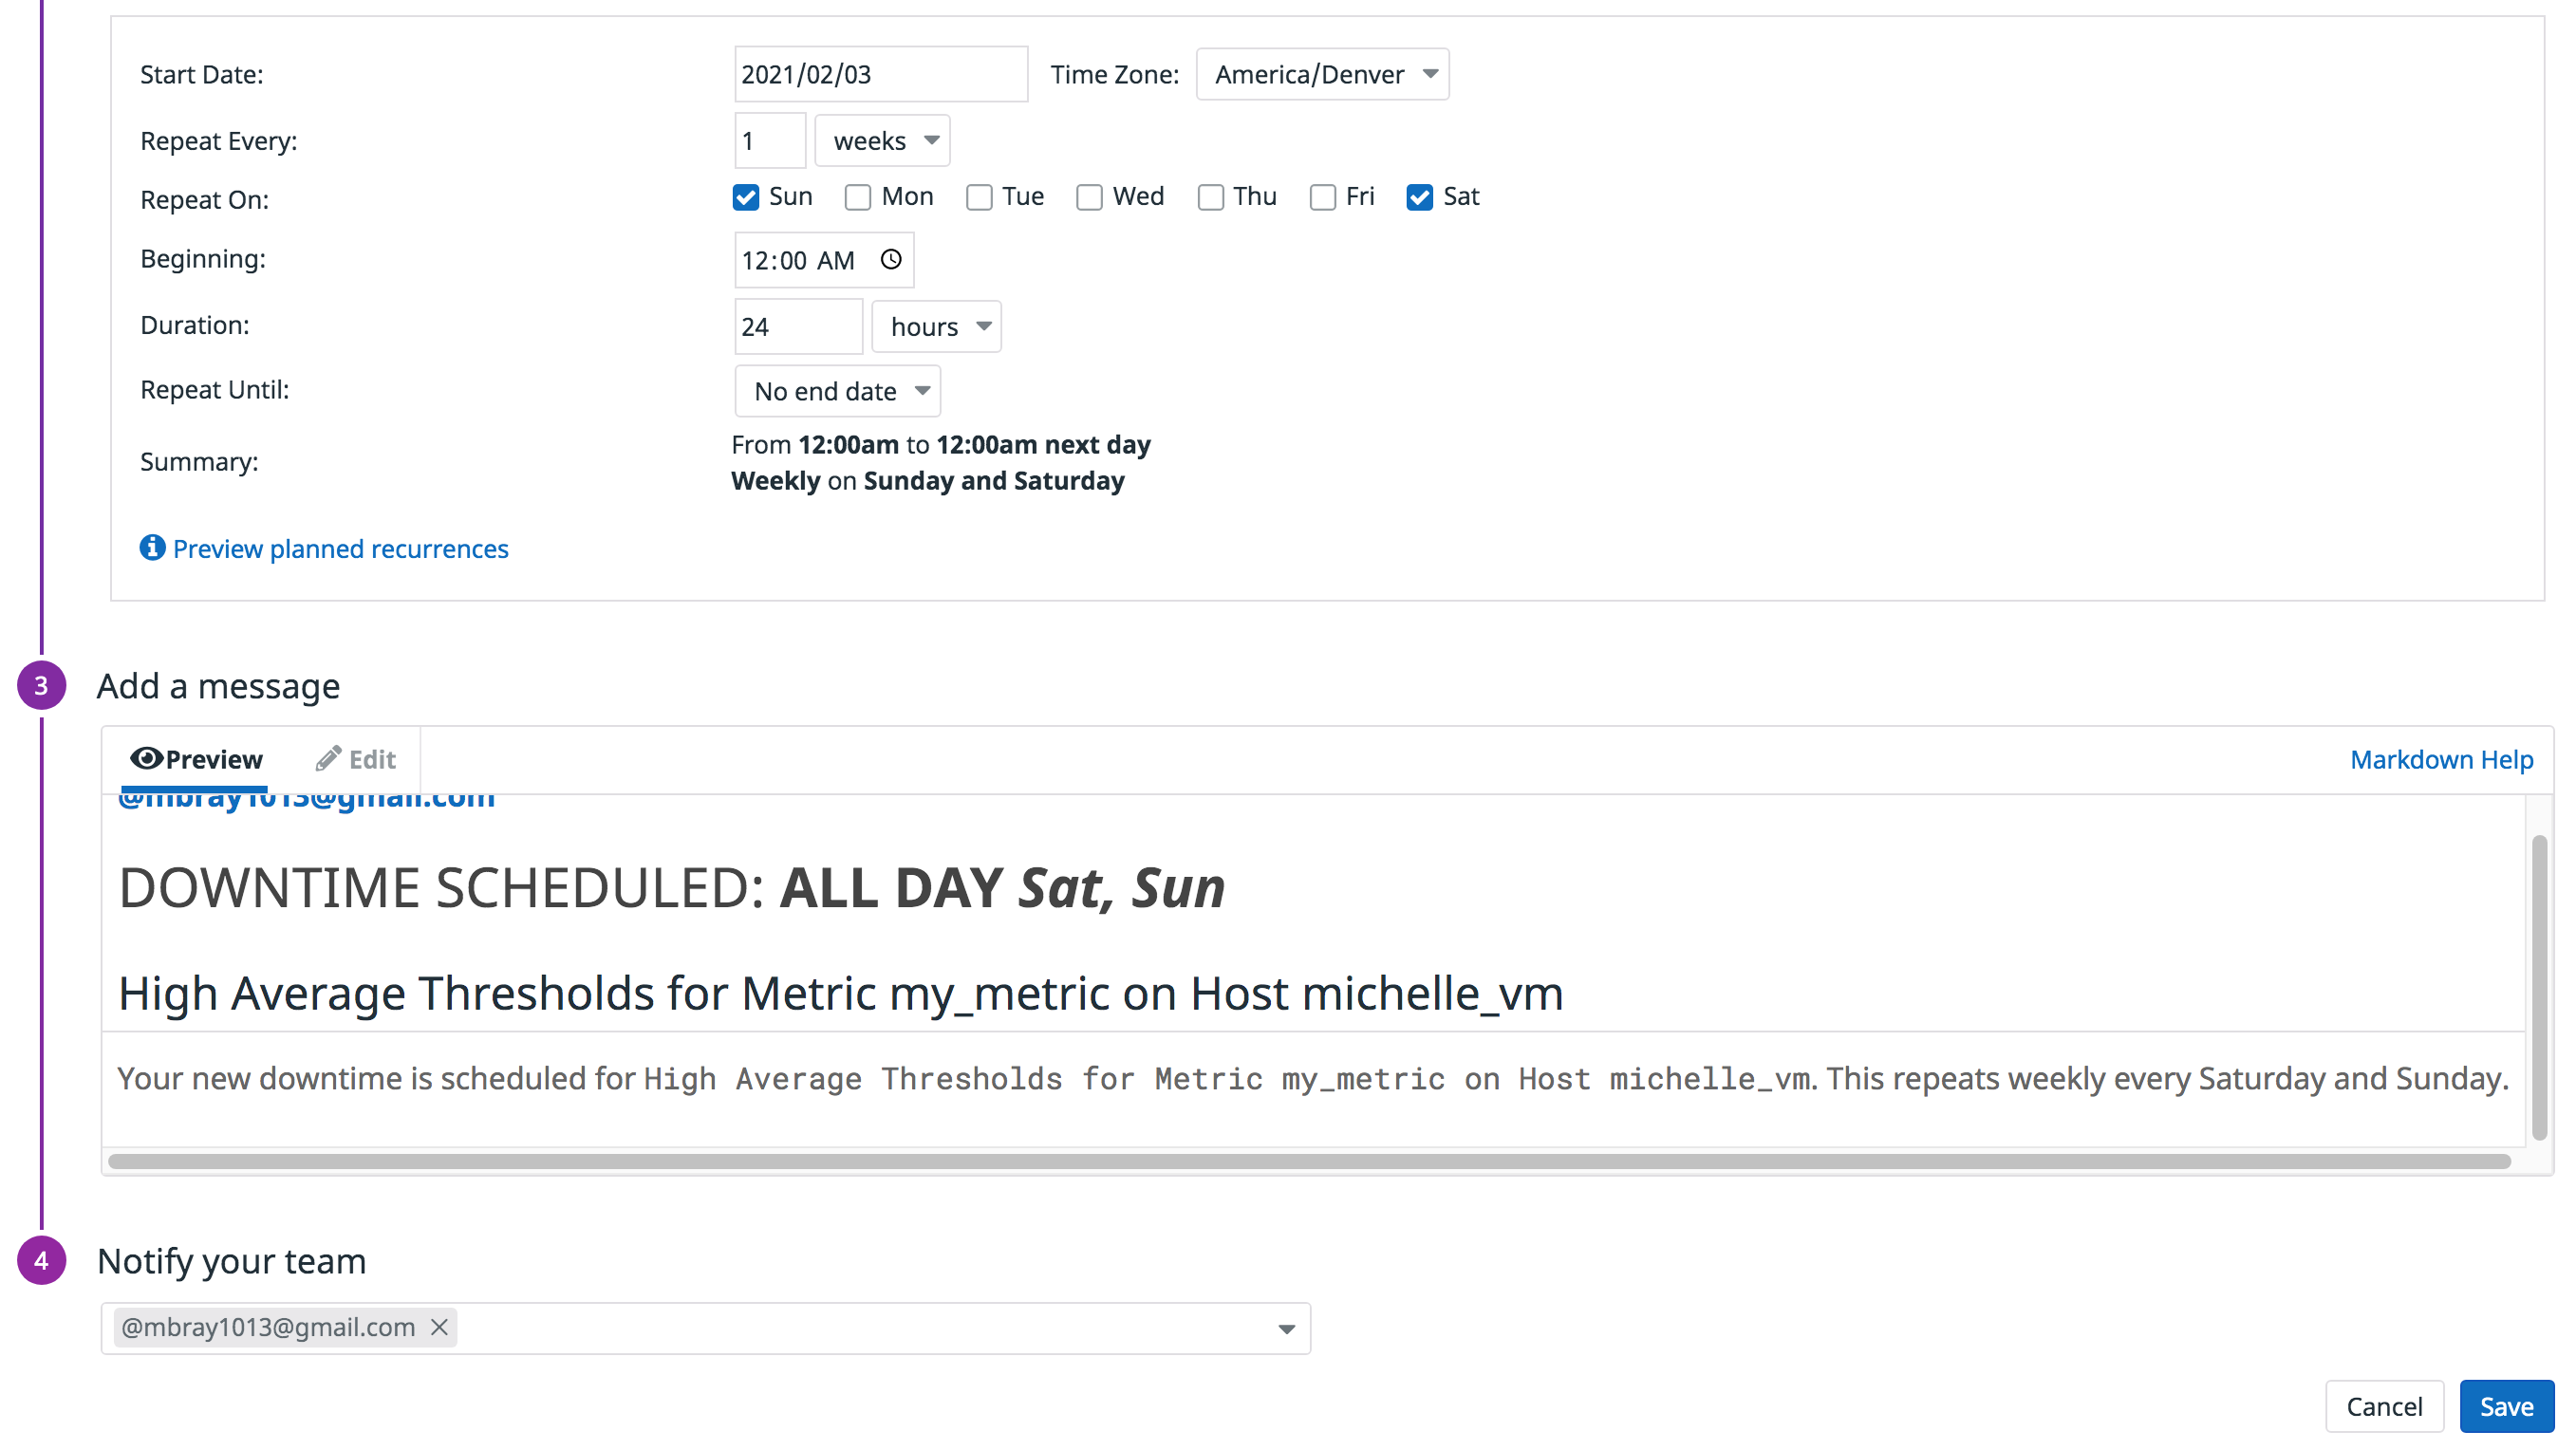 Start Date: 2021/02/03 Time Zone: America/Denver
Repeat Every: 1 weeks
Repeat On: Sun Mon Tue Wed Thu Fri Sat
Beginning: 12:00 AM
Duration: 24 hours
Repeat Until: No end date
Summary: From 12:00am to 12:00am next day
Weekly on Sunday and Saturday
Preview planned recurrences
3 Add a message
Preview Edit Markdown Help
@mbray1013@gmail.com
DOWNTIME SCHEDULED: ALL DAY Sat, Sun
High Average Thresholds for Metric my_metric on Host michelle_vm
Your new downtime is scheduled for High Average Thresholds for Metric my_metric on Host michelle_vm. This repeats weekly every Saturday and Sunday.
4 Notify your team
@mbray1013@gmail.com
Cancel Save